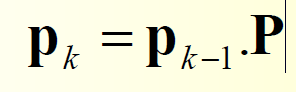 p_k = p_{k-1}.P